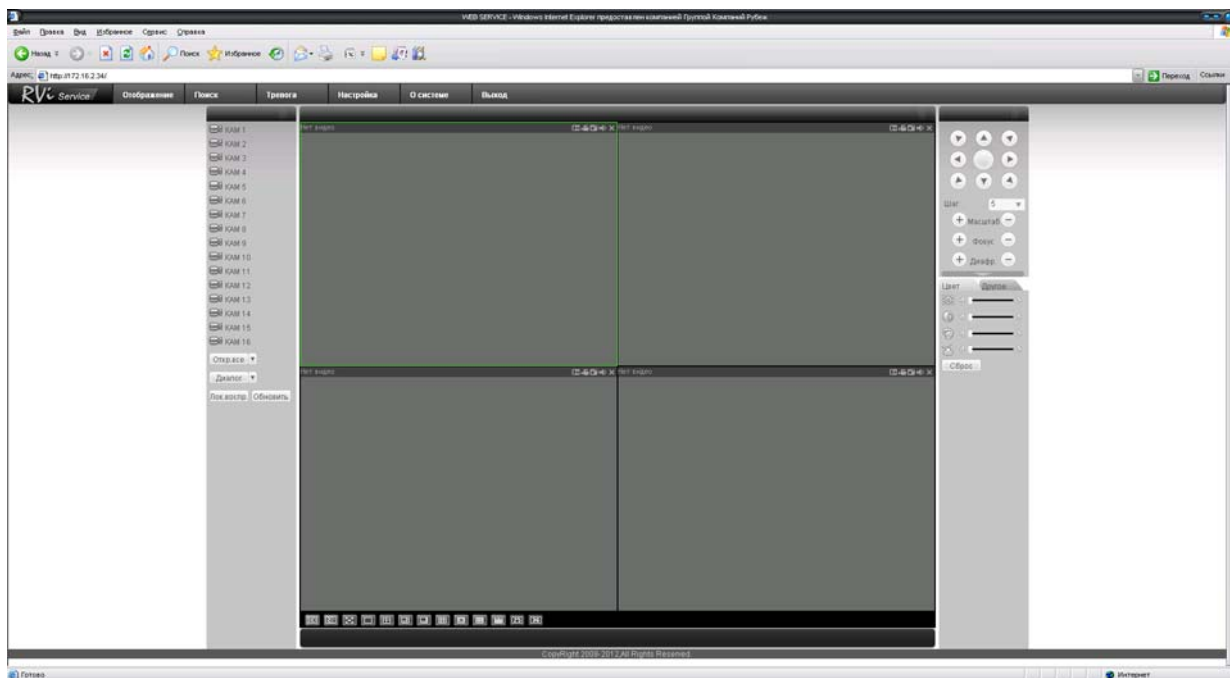 WEB SERVICE - Windows Internet Explorer предоставлен компанией Группой Компаний Рубеж
Файл Правка Вид Избранное Сервис Справка
Назад Поиск Избранное
Адрес: http://172.16.2.34/ Переход Ссылки
RVi Service Отображение Поиск Тревога Настройка О системе Выход
КАМ 1
КАМ 2
КАМ 3
КАМ 4
КАМ 5
КАМ 6
КАМ 7
КАМ 8
КАМ 9
КАМ 10
КАМ 11
КАМ 12
КАМ 13
КАМ 14
КАМ 15
КАМ 16
Откр.все
Диалог
Лок.воспр. Обновить
Нет видео Нет видео
Нет видео Нет видео
Шаг 5
Масштаб
Фокус
Диафр.
Цвет Другое
Сброс
CopyRight 2008-2012,All Rights Reserved.
Готово Интернет